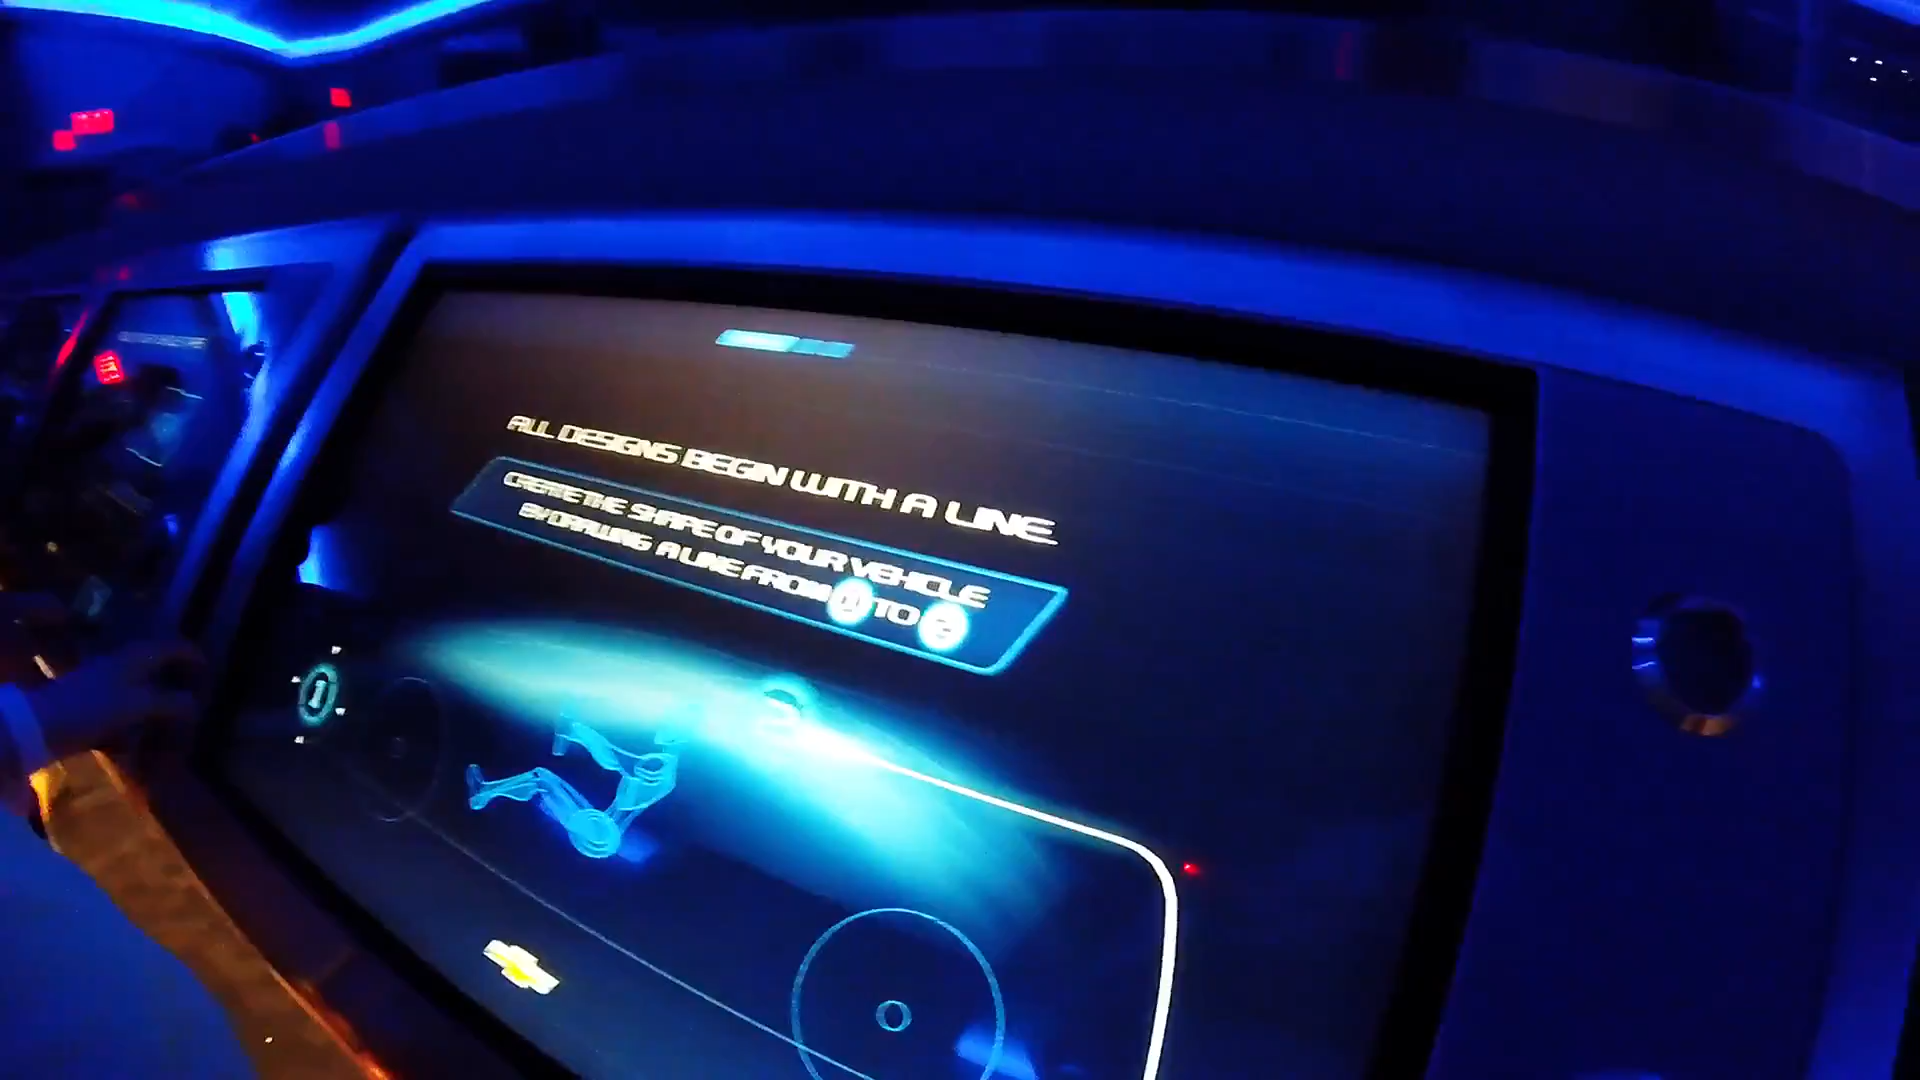 ALL DESIGNS BEGIN WITH A LINE
CREATE THE SHAPE OF YOUR VEHICLE
BY DRAWING A LINE FROM 1 TO 2
1
2